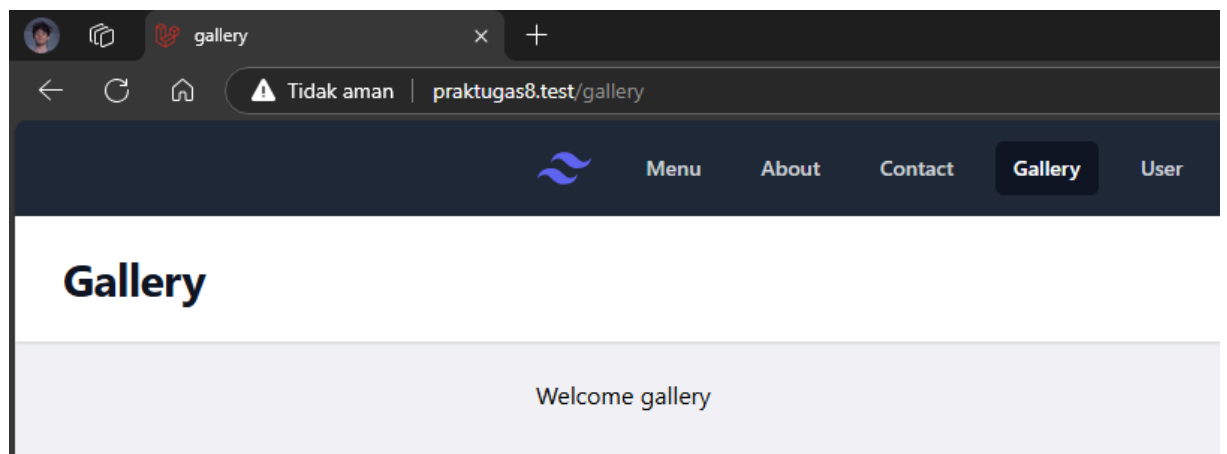 gallery
Tidak aman praktugas8.test/gallery
Menu About Contact Gallery User
Gallery
Welcome gallery